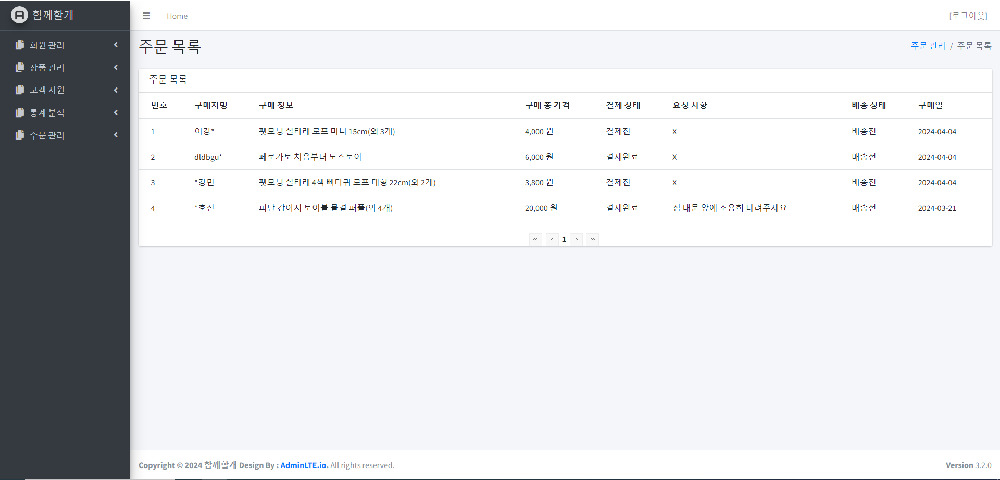 함께할개
회원 관리
상품 관리
고객 지원
통계 분석
주문 관리
Home [로그아웃]
주문 목록
주문 관리 / 주문 목록
주문 목록
번호 구매자명 구매 정보 구매 총 가격 결제 상태 요청 사항 배송 상태 구매일
1 이강* 펫모닝 실타래 로프 미니 15cm(외 3개) 4,000 원 결제전 X 배송전 2024-04-04
2 dldbgu* 페로가토 처음부터 노즈토이 6,000 원 결제완료 X 배송전 2024-04-04
3 *강민 펫모닝 실타래 4색 뼈다귀 로프 대형 22cm(외 2개) 3,800 원 결제전 X 배송전 2024-04-04
4 *호진 피단 강아지 토이볼 물결 퍼플(외 4개) 20,000 원 결제완료 집 대문 앞에 조용히 내려주세요 배송전 2024-03-21
« ‹ 1 › »
Copyright © 2024 함께할개 Design By : AdminLTE.io. All rights reserved. Version 3.2.0